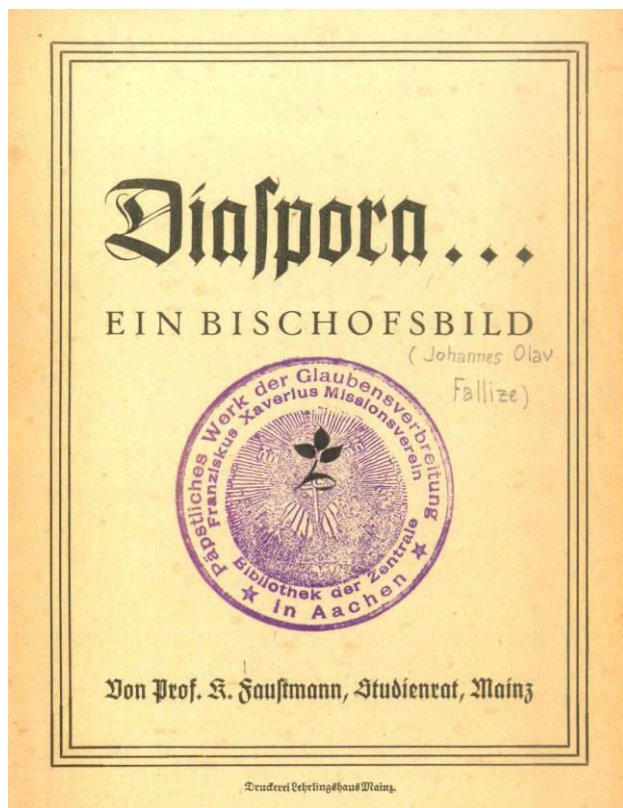 Diaspora...
EIN BISCHOFSBILD
(Johannes Olav
Fallize)
Päpstliches Werk der Glaubensverbreitung
Franziskus Xaverius Missionsverein
Bibliothek der Zentrale
★ in Aachen ★
Von Prof. K. Faustmann, Studienrat, Mainz
Druckerei Lehrlingshaus Mainz.